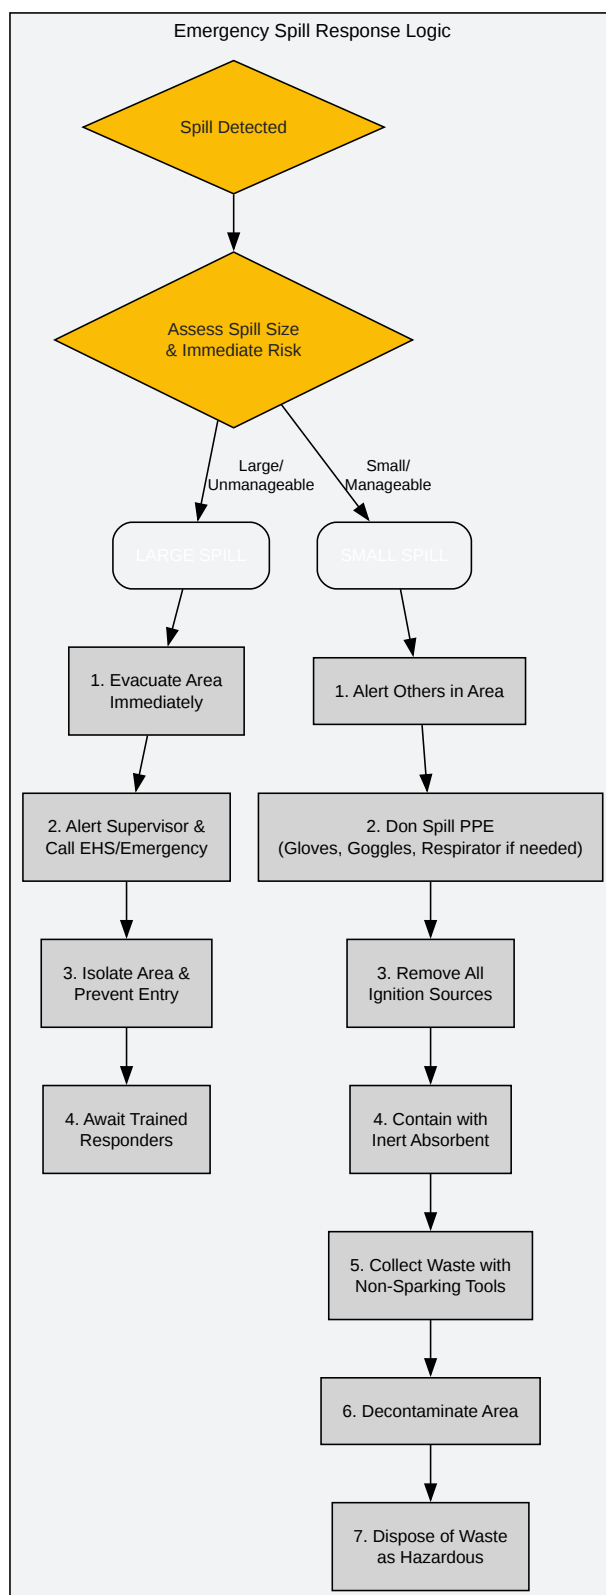 Emergency Spill Response Logic
Spill Detected
Assess Spill Size
& Immediate Risk
Large/
Unmanageable
Small/
Manageable
LARGE SPILL
SMALL SPILL
1. Evacuate Area
Immediately
1. Alert Others in Area
2. Alert Supervisor &
Call EHS/Emergency
2. Don Spill PPE
(Gloves, Goggles, Respirator if needed)
3. Isolate Area &
Prevent Entry
3. Remove All
Ignition Sources
4. Await Trained
Responders
4. Contain with
Inert Absorbent
5. Collect Waste with
Non-Sparking Tools
6. Decontaminate Area
7. Dispose of Waste
as Hazardous